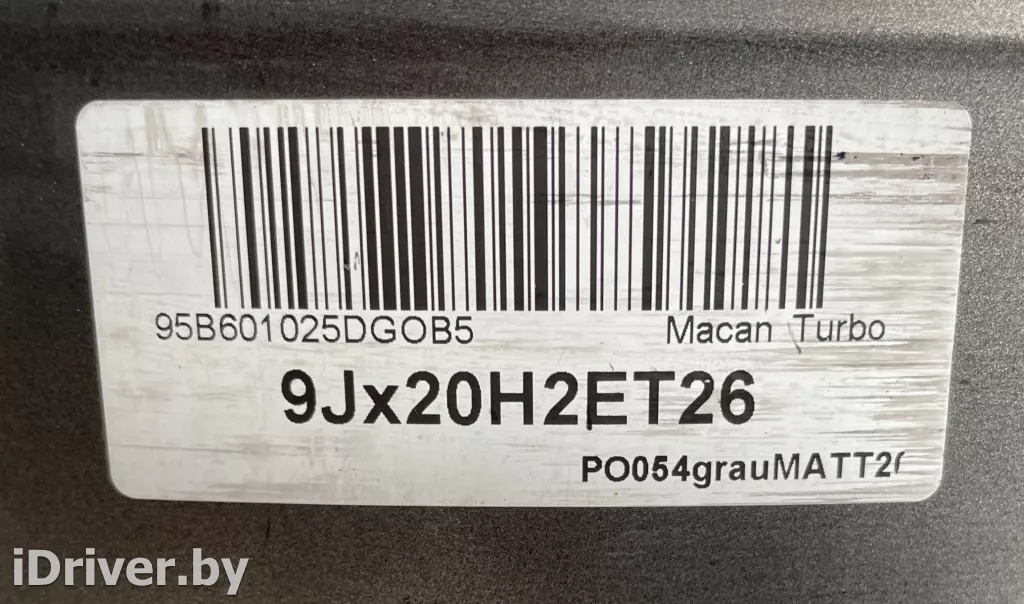 95B601025DGOB5 Macan Turbo
9Jx20H2ET26
PO054grauMATT2
iDriver.by